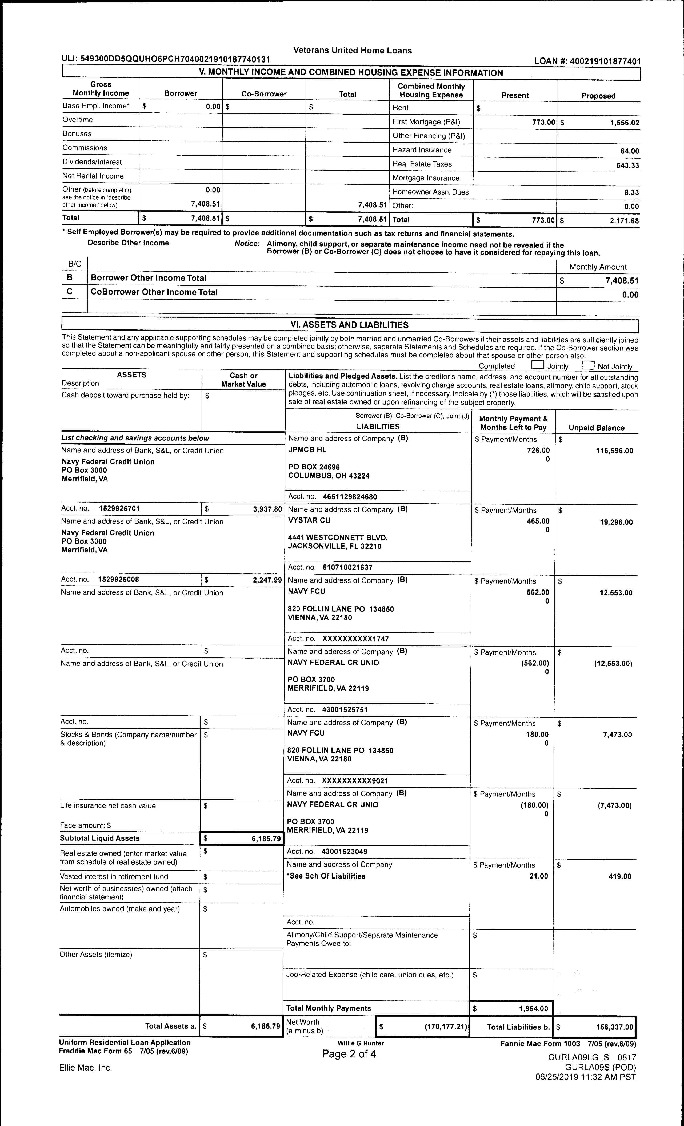 Veterans United Home Loans
ULI: 549300DD5QQUHO6PCH7040021910187740131 LOAN #: 400219101877401
V. MONTHLY INCOME AND COMBINED HOUSING EXPENSE INFORMATION
Gross Monthly Income Borrower Co-Borrower Total Combined Monthly Housing Expense Present Proposed
Base Empl. Income* $ 0.00 $ $ Rent $
Overtime First Mortgage (P&I) 773.00 $ 1,556.02
Bonuses Other Financing (P&I)
Commissions Hazard Insurance 64.00
Dividends/Interest Real Estate Taxes 543.33
Net Rental Income Mortgage Insurance
Other (before completing, see the notice in "describe other income," below) 0.00 7,408.51 7,408.51 Homeowner Assn. Dues 8.33
Other: 0.00
Total $ 7,408.51 $ $ 7,408.51 Total $ 773.00 $ 2,171.68
* Self Employed Borrower(s) may be required to provide additional documentation such as tax returns and financial statements.
Describe Other Income Notice: Alimony, child support, or separate maintenance income need not be revealed if the
Borrower (B) or Co-Borrower (C) does not choose to have it considered for repaying this loan.
B/C Monthly Amount
B Borrower Other Income Total $ 7,408.51
C CoBorrower Other Income Total 0.00
VI. ASSETS AND LIABILITIES
This Statement and any applicable supporting schedules may be completed jointly by both married and unmarried Co-Borrowers if their assets and liabilities are sufficiently joined
so that the Statement can be meaningfully and fairly presented on a combined basis; otherwise, separate Statements and Schedules are required. If the Co-Borrower section was
completed about a non-applicant spouse or other person, this Statement and supporting schedules must be completed about that spouse or other person also.
Completed Jointly Not Jointly
ASSETS Cash or Market Value
Description
Cash deposit toward purchase held by: $
Liabilities and Pledged Assets. List the creditor's name, address, and account number for all outstanding
debts, including automobile loans, revolving charge accounts, real estate loans, alimony, child support, stock
pledges, etc. Use continuation sheet, if necessary. Indicate by (*) those liabilities, which will be satisfied upon
sale of real estate owned or upon refinancing of the subject property.
Borrower (B), Co-Borrower (C), Joint (J)
LIABILITIES Monthly Payment & Months Left to Pay Unpaid Balance
List checking and savings accounts below
Name and address of Bank, S&L, or Credit Union
Navy Federal Credit Union
PO Box 3000
Merrifield, VA
Acct. no. 1829926701 $ 3,937.80
Name and address of Bank, S&L, or Credit Union
Navy Federal Credit Union
PO Box 3000
Merrifield, VA
Acct. no. 1829926008 $ 2,247.99
Name and address of Bank, S&L, or Credit Union
Acct. no. $
Name and address of Bank, S&L, or Credit Union
Acct. no. $
Stocks & Bonds (Company name/number & description) $
Life insurance net cash value $
Face amount: $
Subtotal Liquid Assets $ 6,185.79
Real estate owned (enter market value from schedule of real estate owned) $
Vested interest in retirement fund $
Net worth of business(es) owned (attach financial statement) $
Automobiles owned (make and year) $
Other Assets (itemize) $
Total Assets a. $ 6,185.79
Name and address of Company (B) $ Payment/Months $
JPMCB HL 726.00 116,596.00
0
PO BOX 24696
COLUMBUS, OH 43224
Acct. no. 4651129824680
Name and address of Company (B) $ Payment/Months $
VYSTAR CU 465.00 19,296.00
0
4441 WESTCONNETT BLVD.
JACKSONVILLE, FL 32210
Acct. no. 510710021637
Name and address of Company (B) $ Payment/Months $
NAVY FCU 562.00 12,553.00
0
820 FOLLIN LANE PO 134850
VIENNA, VA 22180
Acct. no. XXXXXXXXXX1747
Name and address of Company (B) $ Payment/Months $
NAVY FEDERAL CR UNIO (562.00) (12,553.00)
0
PO BOX 3700
MERRIFIELD, VA 22119
Acct. no. 43001525751
Name and address of Company (B) $ Payment/Months $
NAVY FCU 180.00 7,473.00
0
820 FOLLIN LANE PO 134850
VIENNA, VA 22180
Acct. no. XXXXXXXXXX9021
Name and address of Company (B) $ Payment/Months $
NAVY FEDERAL CR UNIO (180.00) (7,473.00)
0
PO BOX 3700
MERRIFIELD, VA 22119
Acct. no. 43001523049
Name and address of Company $ Payment/Months $
*See Sch Of Liabilities 21.00 419.00
Acct. no.
Alimony/Child Support/Separate Maintenance Payments Owed to: $
Job-Related Expense (child care, union dues, etc.) $
Total Monthly Payments $ 1,954.00
Net Worth (a minus b) $ (170,177.21) Total Liabilities b. $ 156,337.00
Uniform Residential Loan Application Willie G Hunter Fannie Mae Form 1003 7/05 (rev.6/09)
Freddie Mac Form 65 7/05 (rev.6/09) Page 2 of 4
GURLA09LG_S 0817
Ellie Mae, Inc. GURLA09S (POD)
06/25/2019 11:32 AM PST